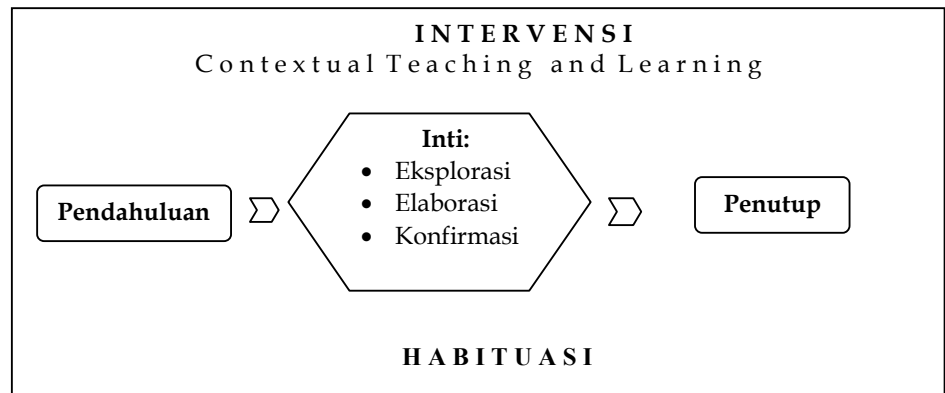 INTERVENSI
Contextual Teaching and Learning
Inti:
• Eksplorasi
• Elaborasi
• Konfirmasi
Pendahuluan
Penutup
HABITUASI